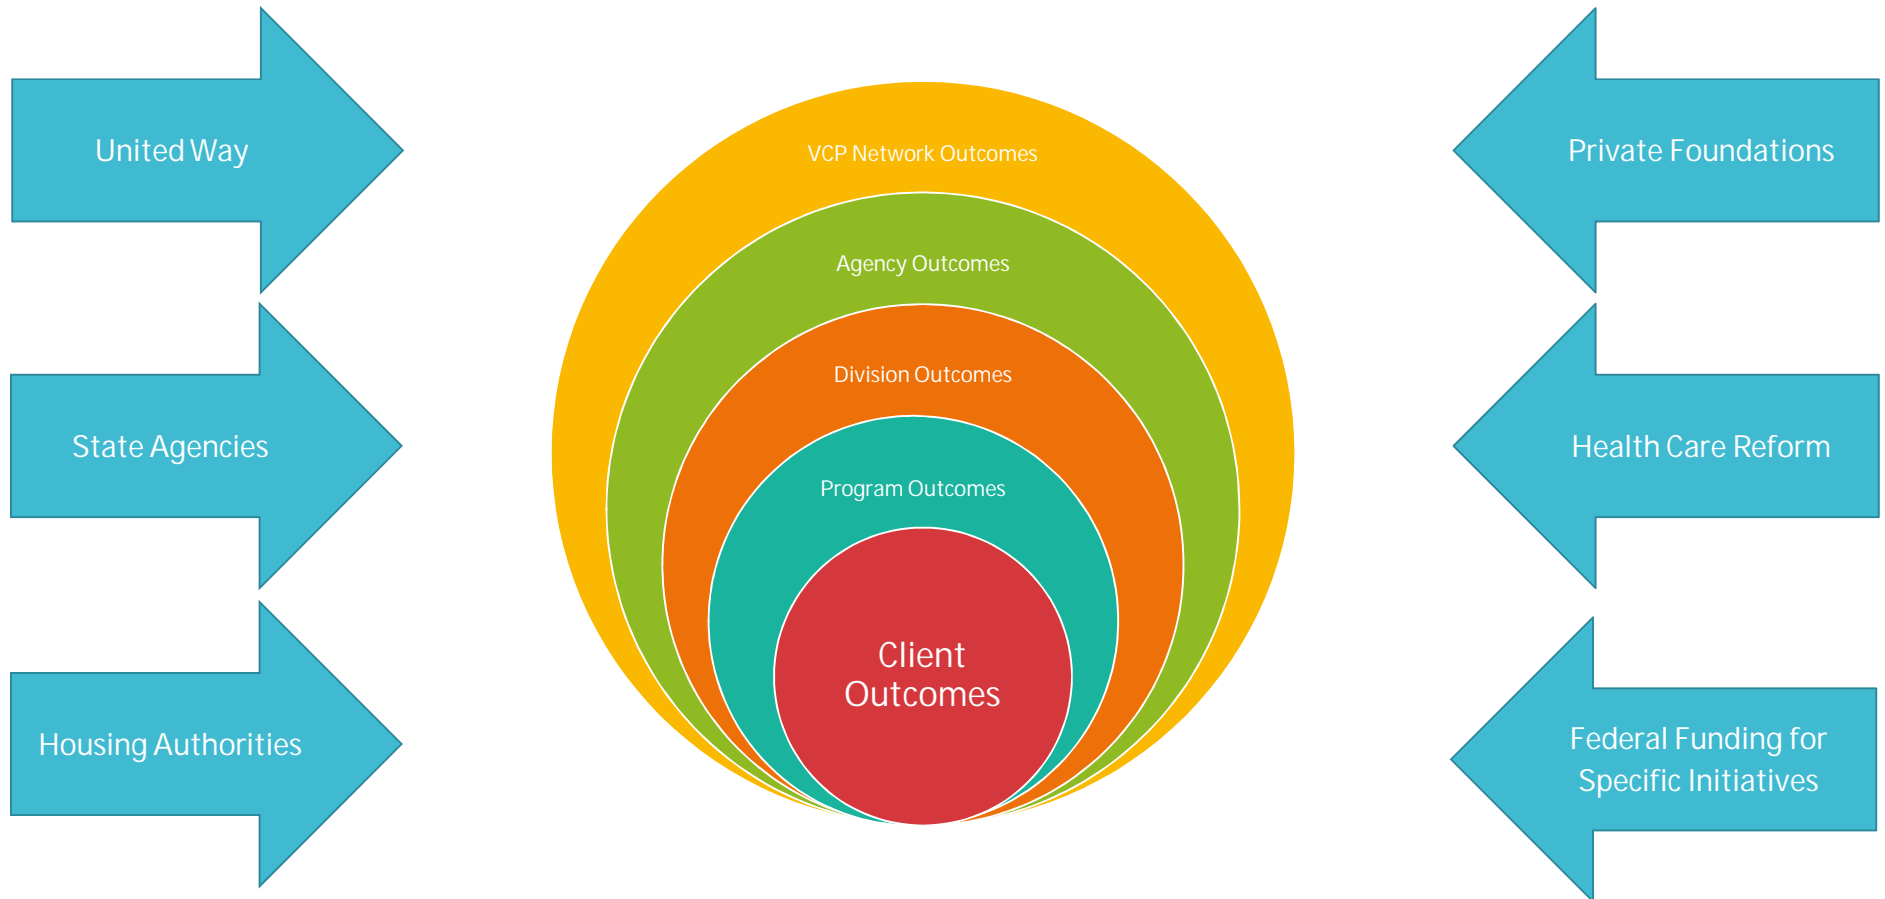 United Way
State Agencies
Housing Authorities
VCP Network Outcomes
Agency Outcomes
Division Outcomes
Program Outcomes
Client
Outcomes
Private Foundations
Health Care Reform
Federal Funding for
Specific Initiatives